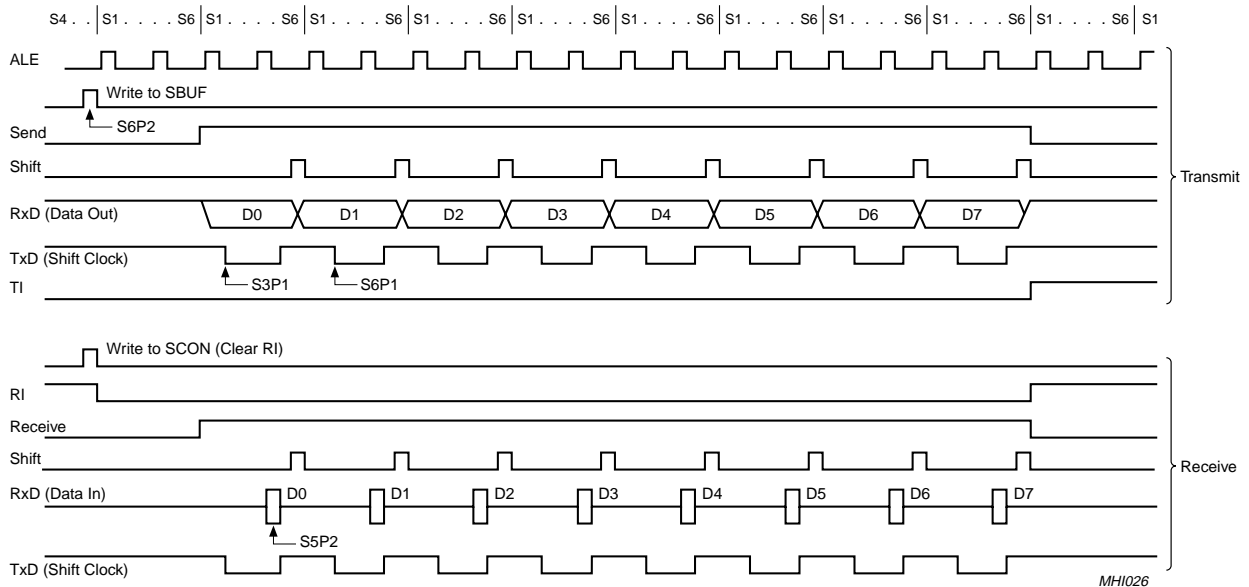 S4 . . S1 . . . . S6 S1 . . . . S6 S1 . . . . S6 S1 . . . . S6 S1 . . . . S6 S1 . . . . S6 S1 . . . . S6 S1 . . . . S6 S1 . . . . S6 S1 . . . . S6 S1
ALE
Write to SBUF
S6P2
Send
Shift
Transmit
RxD (Data Out) D0 D1 D2 D3 D4 D5 D6 D7
TxD (Shift Clock)
S3P1 S6P1
TI
Write to SCON (Clear RI)
RI
Receive
Shift
Receive
RxD (Data In) D0 D1 D2 D3 D4 D5 D6 D7
S5P2
TxD (Shift Clock)
MHI026